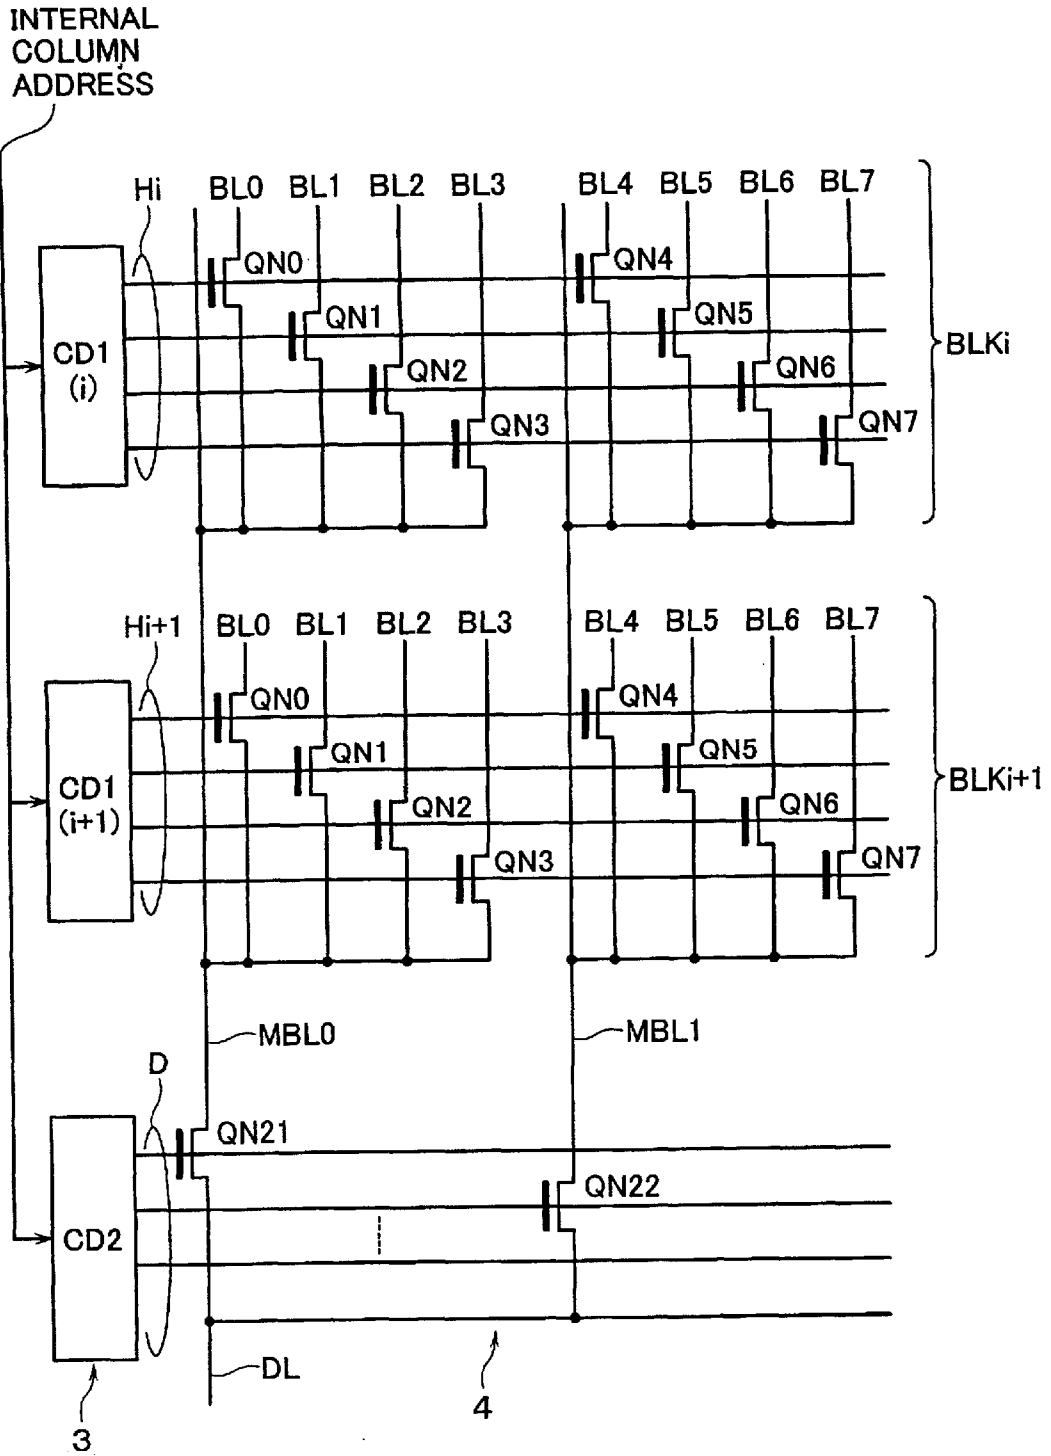 INTERNAL
COLUMN
ADDRESS
Hi BL0 BL1 BL2 BL3 BL4 BL5 BL6 BL7
QN0 QN4
QN1 QN5
CD1
(i)
QN2 QN6
QN3 QN7
BLKi
Hi+1 BL0 BL1 BL2 BL3 BL4 BL5 BL6 BL7
QN0 QN4
QN1 QN5
CD1
(i+1)
QN2 QN6
QN3 QN7
BLKi+1
MBL0 MBL1
D
QN21
QN22
CD2
DL
3
4